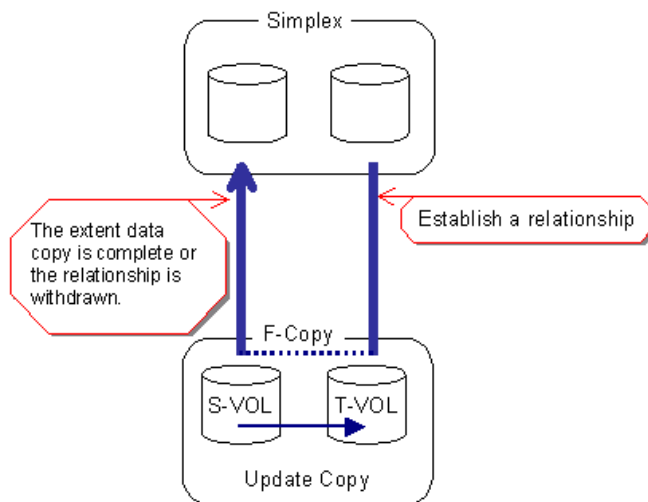 Simplex
The extent data
copy is complete or
the relationship is
withdrawn.
Establish a relationship
F-Copy
S-VOL
T-VOL
Update Copy